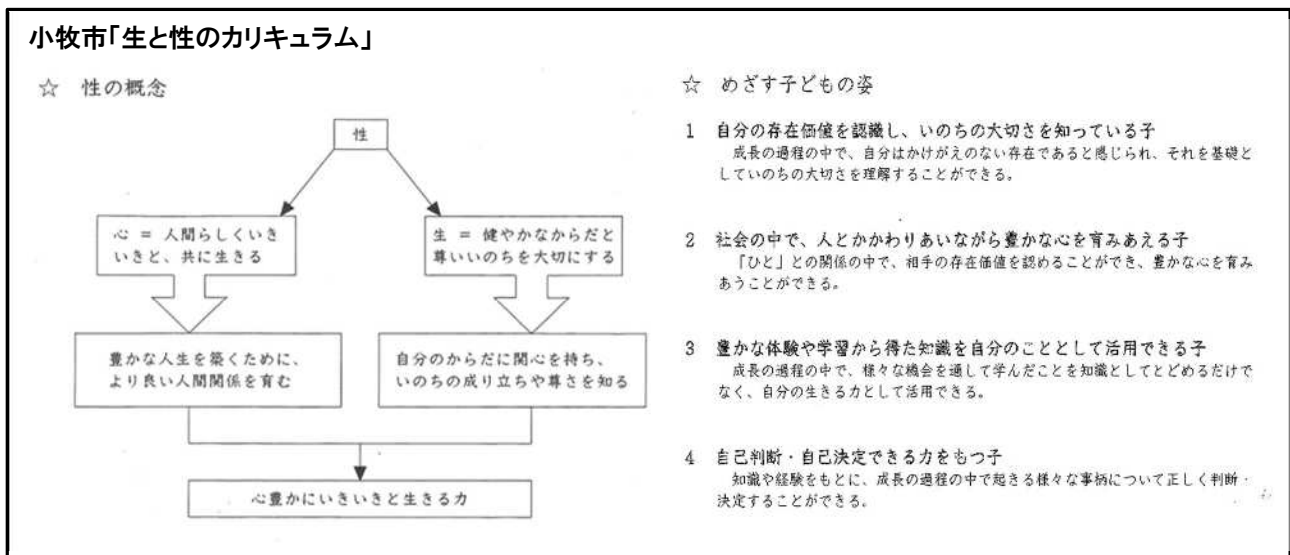 小牧市「生と性のカリキュラム」
☆ 性の概念
性
心 = 人間らしくいき
いきと、共に生きる
生 = 健やかなからだと
尊いいのちを大切にする
豊かな人生を築くために、
より良い人間関係を育む
自分のからだに関心を持ち、
いのちの成り立ちや尊さを知る
心豊かにいきいきと生きる力
☆ めざす子どもの姿
1 自分の存在価値を認識し、いのちの大切さを知っている子
成長の過程の中で、自分はかけがえのない存在であると感じられ、それを基礎と
していのちの大切さを理解することができる。
2 社会の中で、人とかかわりあいながら豊かな心を育みあえる子
「ひと」との関係の中で、相手の存在価値を認めることができ、豊かな心を育み
あうことができる。
3 豊かな体験や学習から得た知識を自分のこととして活用できる子
成長の過程の中で、様々な機会を通して学んだことを知識としてとどめるだけで
なく、自分の生きる力として活用できる。
4 自己判断・自己決定できる力をもつ子
知識や経験をもとに、成長の過程の中で起きる様々な事柄について正しく判断・
決定することができる。